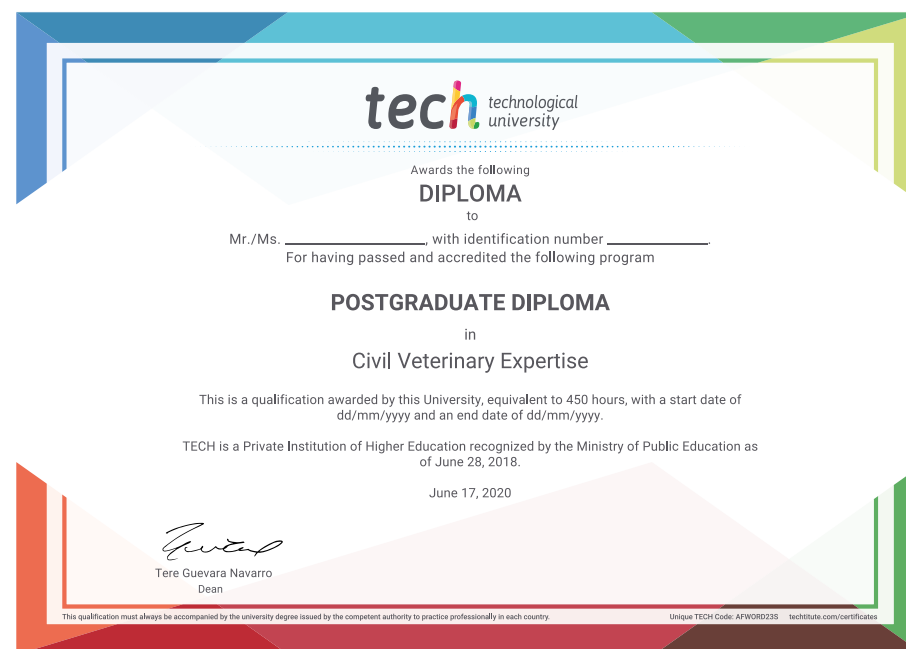 tech technological
university
Awards the following
DIPLOMA
to
Mr./Ms. ____________________, with identification number ______________.
For having passed and accredited the following program
POSTGRADUATE DIPLOMA
in
Civil Veterinary Expertise
This is a qualification awarded by this University, equivalent to 450 hours, with a start date of
dd/mm/yyyy and an end date of dd/mm/yyyy.
TECH is a Private Institution of Higher Education recognized by the Ministry of Public Education as
of June 28, 2018.
June 17, 2020
Tere Guevara Navarro
Dean
This qualification must always be accompanied by the university degree issued by the competent authority to practice professionally in each country. Unique TECH Code: AFWORD23S techtitute.com/certificates